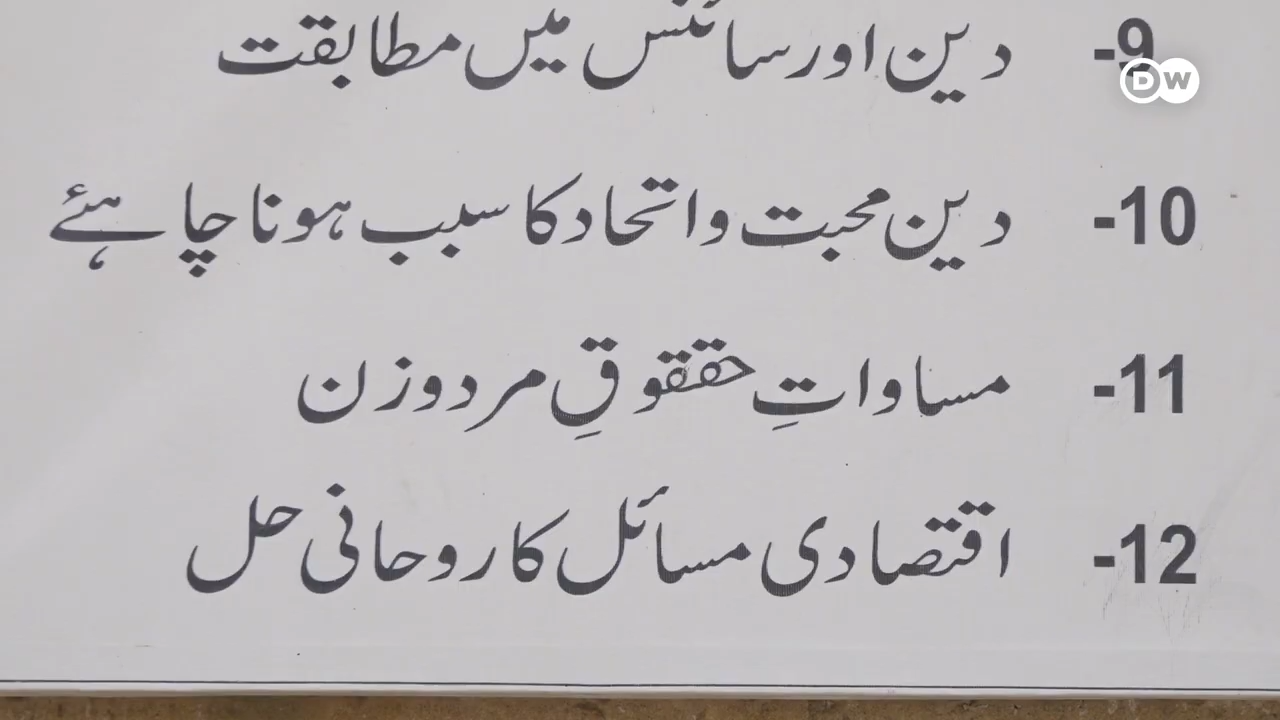 9- دین اور سائنس میں مطابقت
DW
10- دین محبت و اتحاد کا سبب ہونا چاہئے
11- مساواتِ حققوقِ مرد و زن
12- اقتصادی مسائل کا روحانی حل